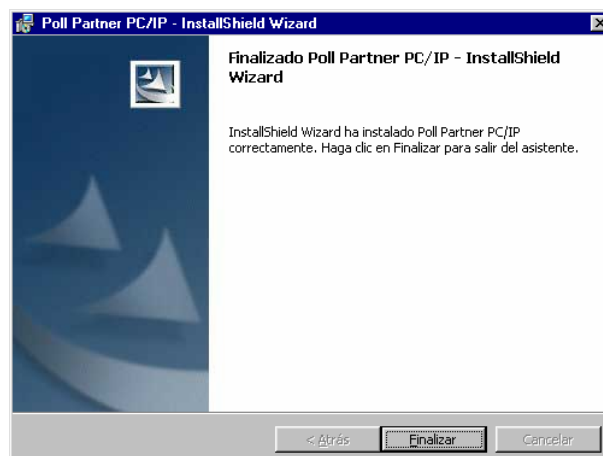 Poll Partner PC/IP - InstallShield Wizard
Finalizado Poll Partner PC/IP - InstallShield
Wizard
InstallShield Wizard ha instalado Poll Partner PC/IP
correctamente. Haga clic en Finalizar para salir del asistente.
< Atrás
Finalizar
Cancelar